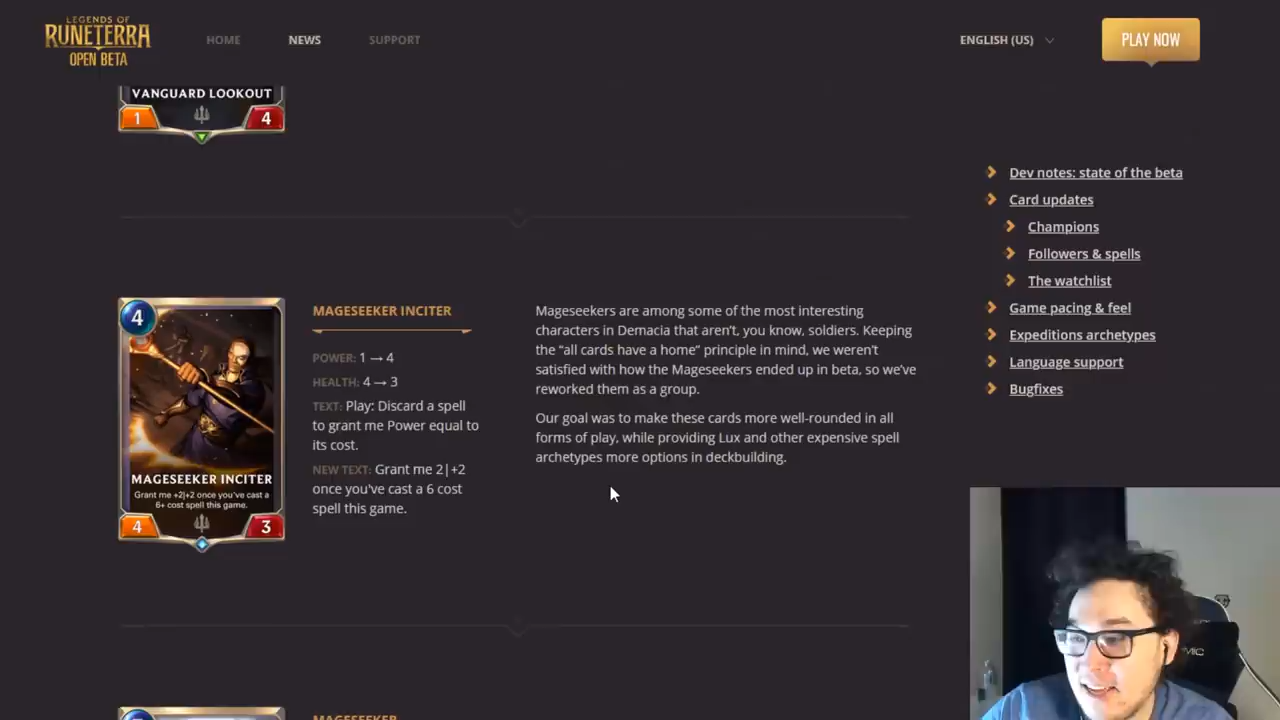 LEGENDS OF
RUNETERRA
OPEN BETA
HOME
NEWS
SUPPORT
ENGLISH (US)
PLAY NOW
VANGUARD LOOKOUT
1
4
Dev notes: state of the beta
Card updates
Champions
Followers & spells
The watchlist
Game pacing & feel
Expeditions archetypes
Language support
Bugfixes
4
MAGESEEKER INCITER
Grant me +2|+2 once you've cast a
6+ cost spell this game.
4
3
MAGESEEKER INCITER
POWER: 1 → 4
HEALTH: 4 → 3
TEXT: Play: Discard a spell
to grant me Power equal to
its cost.
NEW TEXT: Grant me 2|+2
once you've cast a 6 cost
spell this game.
Mageseekers are among some of the most interesting
characters in Demacia that aren't, you know, soldiers. Keeping
the "all cards have a home" principle in mind, we weren't
satisfied with how the Mageseekers ended up in beta, so we've
reworked them as a group.
Our goal was to make these cards more well-rounded in all
forms of play, while providing Lux and other expensive spell
archetypes more options in deckbuilding.
MAGESEEKER